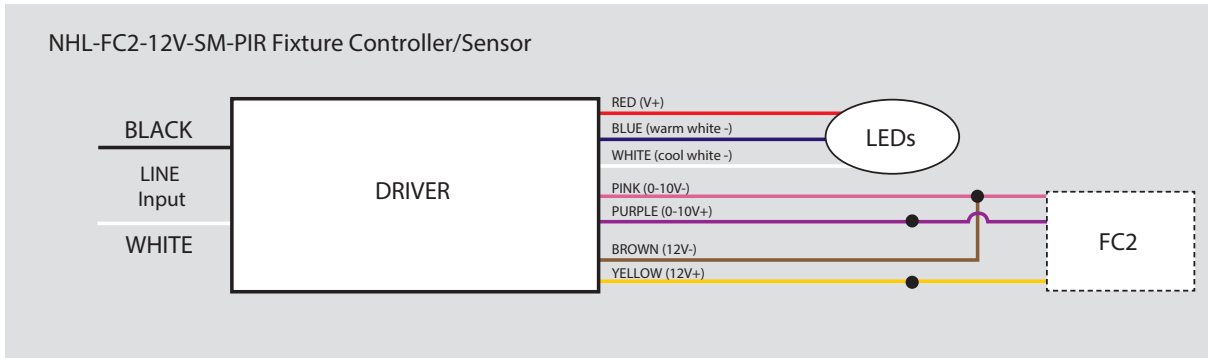 NHL-FC2-12V-SM-PIR Fixture Controller/Sensor
BLACK
LINE
Input
WHITE
DRIVER
RED (V+)
BLUE (warm white -)
WHITE (cool white -)
PINK (0-10V-)
PURPLE (0-10V+)
BROWN (12V-)
YELLOW (12V+)
LEDs
FC2